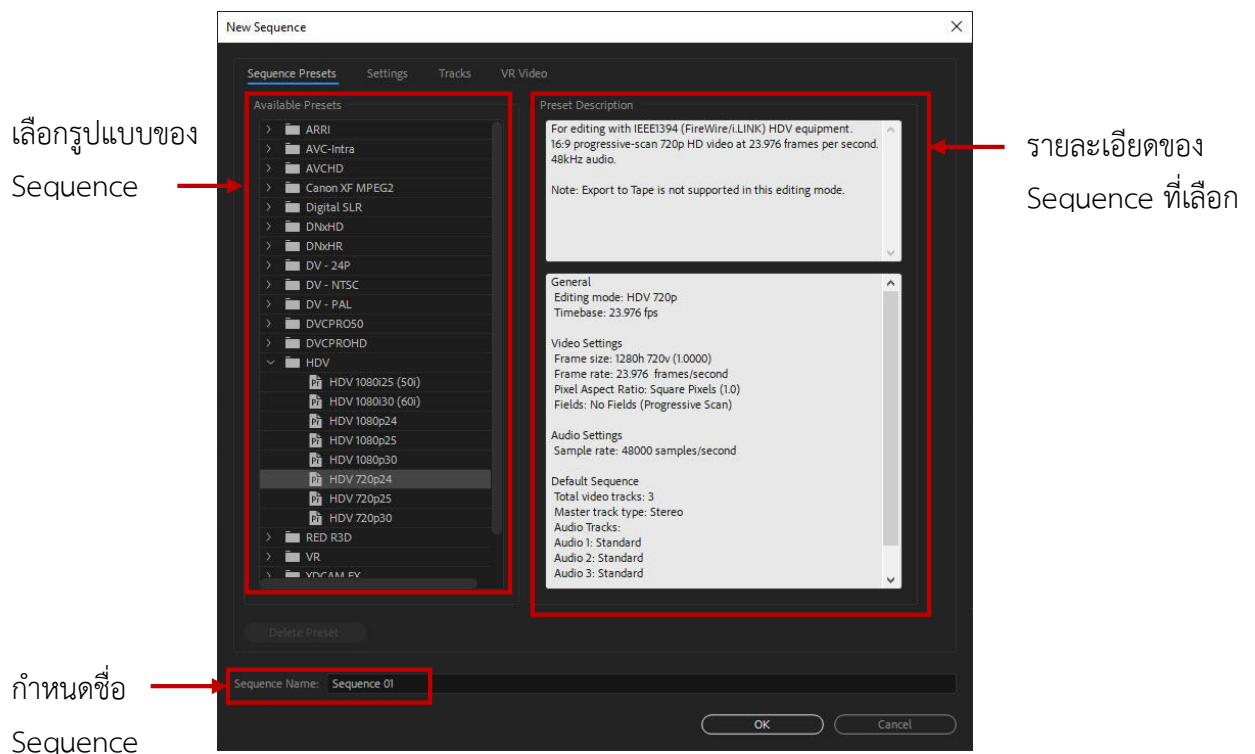 New Sequence
Sequence Presets Settings Tracks VR Video
Available Presets
ARRI
AVC-Intra
AVCHD
Canon XF MPEG2
Digital SLR
DNxHD
DNxHR
DV - 24P
DV - NTSC
DV - PAL
DVCPRO50
DVCPROHD
HDV
HDV 1080i25 (50i)
HDV 1080i30 (60i)
HDV 1080p24
HDV 1080p25
HDV 1080p30
HDV 720p24
HDV 720p25
HDV 720p30
RED R3D
VR
XDCAM EX
Preset Description
For editing with IEEE1394 (FireWire/i.LINK) HDV equipment.
16:9 progressive-scan 720p HD video at 23.976 frames per second.
48kHz audio.
Note: Export to Tape is not supported in this editing mode.
General
Editing mode: HDV 720p
Timebase: 23.976 fps
Video Settings
Frame size: 1280h 720v (1.0000)
Frame rate: 23.976 frames/second
Pixel Aspect Ratio: Square Pixels (1.0)
Fields: No Fields (Progressive Scan)
Audio Settings
Sample rate: 48000 samples/second
Default Sequence
Total video tracks: 3
Master track type: Stereo
Audio Tracks:
Audio 1: Standard
Audio 2: Standard
Audio 3: Standard
Delete Preset
Sequence Name: Sequence 01
OK Cancel
เลือกรูปแบบของ
Sequence
รายละเอียดของ
Sequence ที่เลือก
กำหนดชื่อ
Sequence